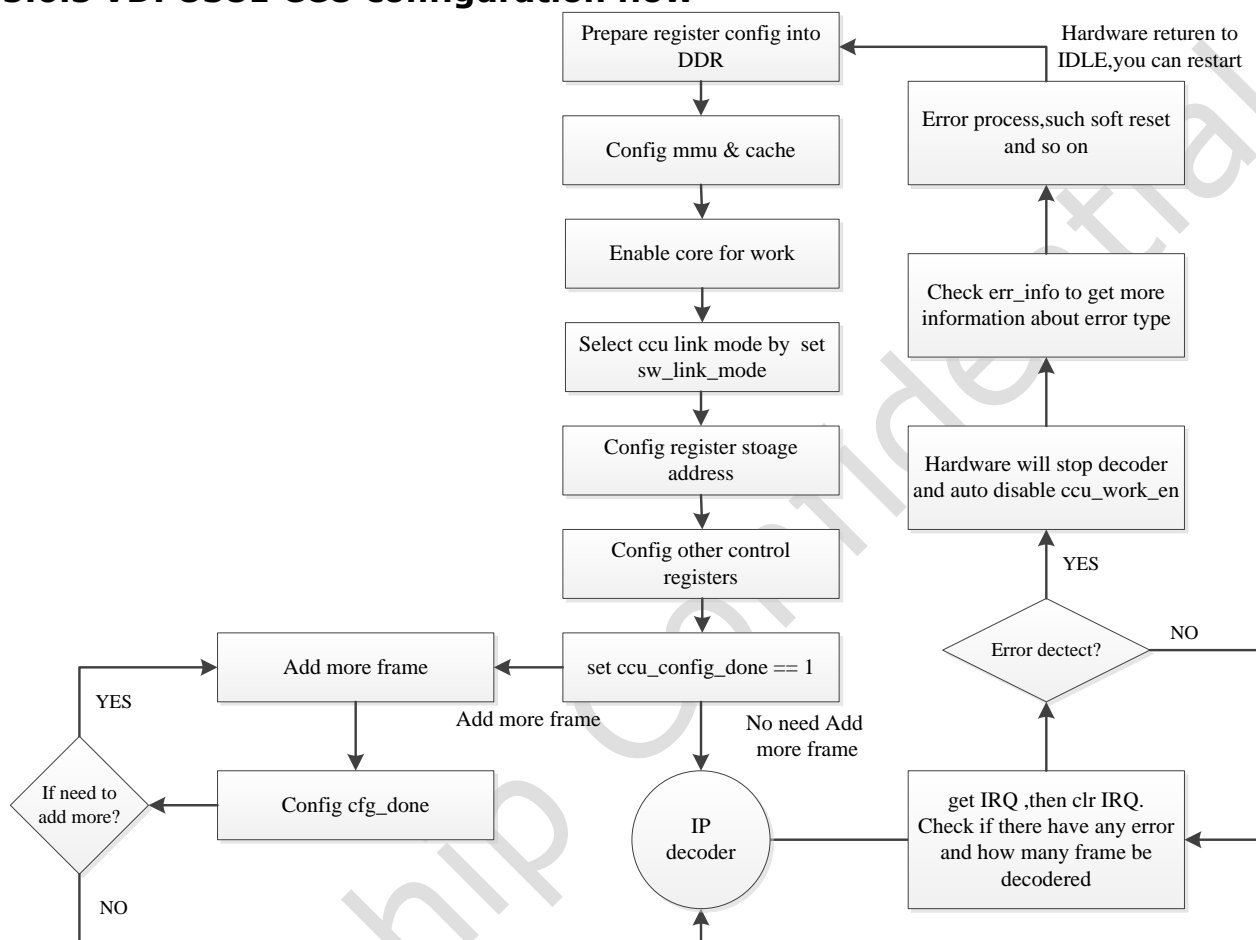 Prepare register config into
DDR
Hardware returen to
IDLE,you can restart
Config mmu & cache
Error process,such soft reset
and so on
Enable core for work
Check err_info to get more
information about error type
Select ccu link mode by set
sw_link_mode
Config register stoage
address
Hardware will stop decoder
and auto disable ccu_work_en
Config other control
registers
YES
Error dectect?
NO
Add more frame
set ccu_config_done == 1
YES
Add more frame
No need Add
more frame
If need to
add more?
Config cfg_done
IP
decoder
get IRQ ,then clr IRQ.
Check if there have any error
and how many frame be
decodered
NO
hip Confidential